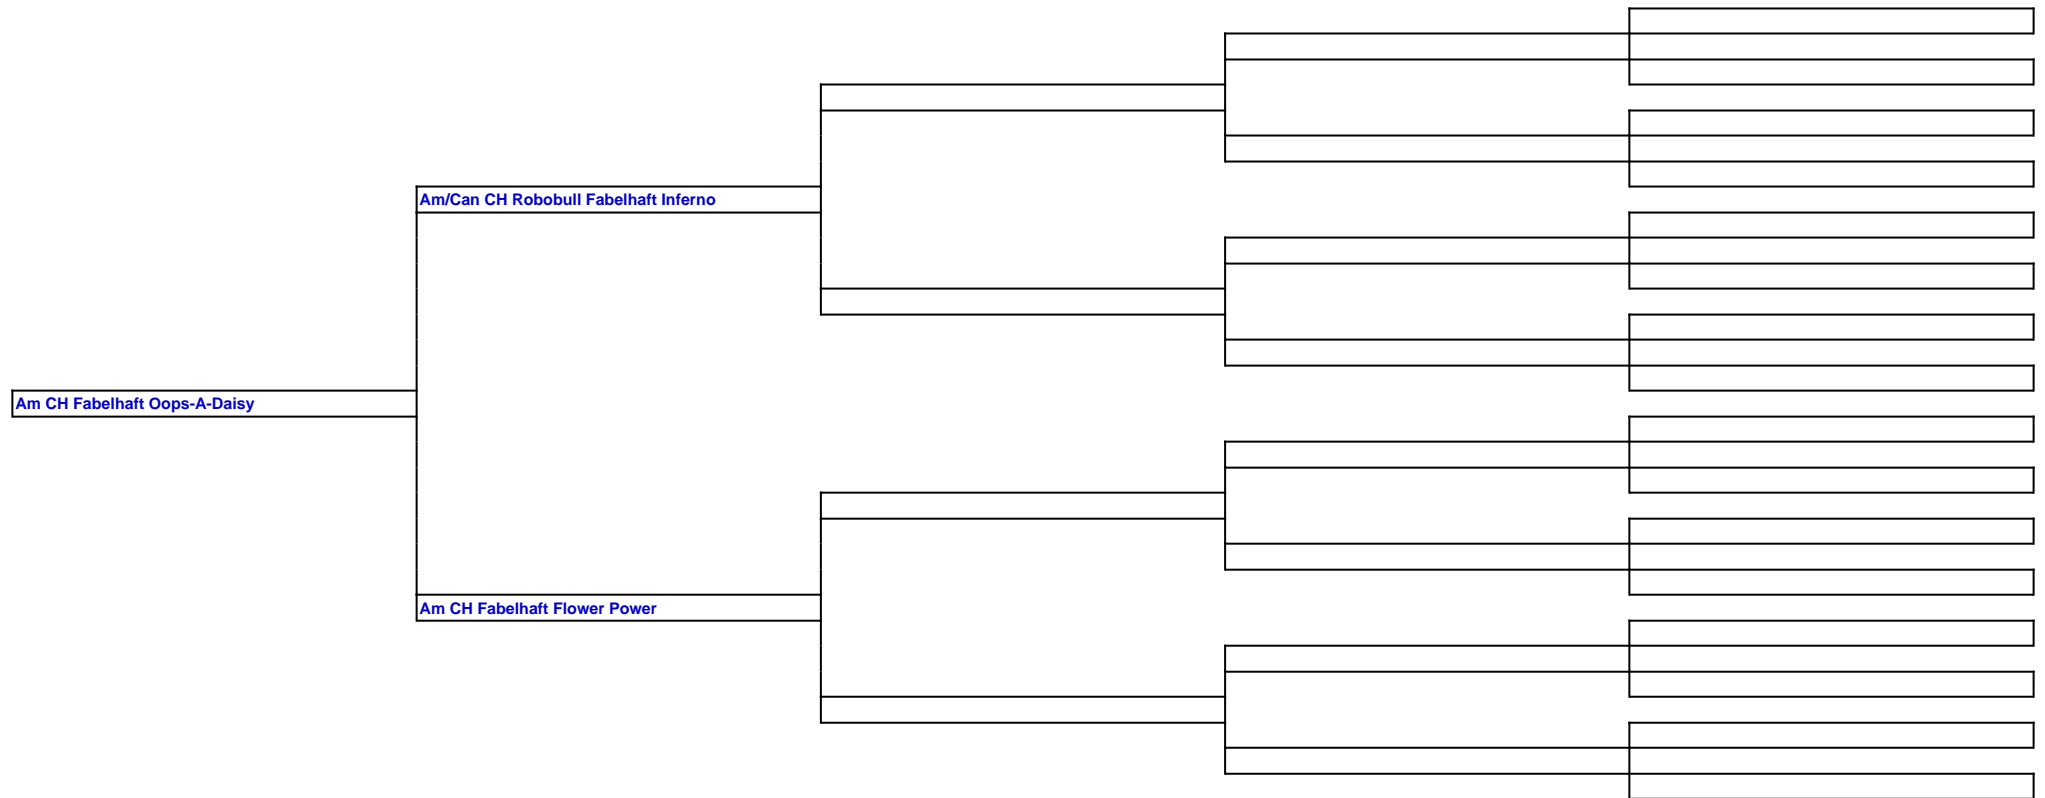 Am/Can CH Robobull Fabelhaft Inferno
Am CH Fabelhaft Oops-A-Daisy
Am CH Fabelhaft Flower Power